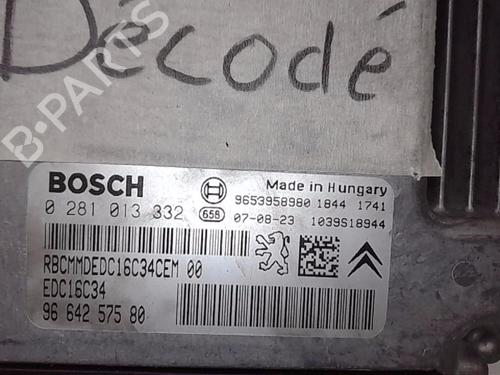 Décodé
B-PARTS
BOSCH
Made in Hungary
9653958980 1844 1741
0 281 013 332 658 07-08-23 1039S18944
RBCMMDEDC16C34CEM 00
EDC16C34
96 642 575 80